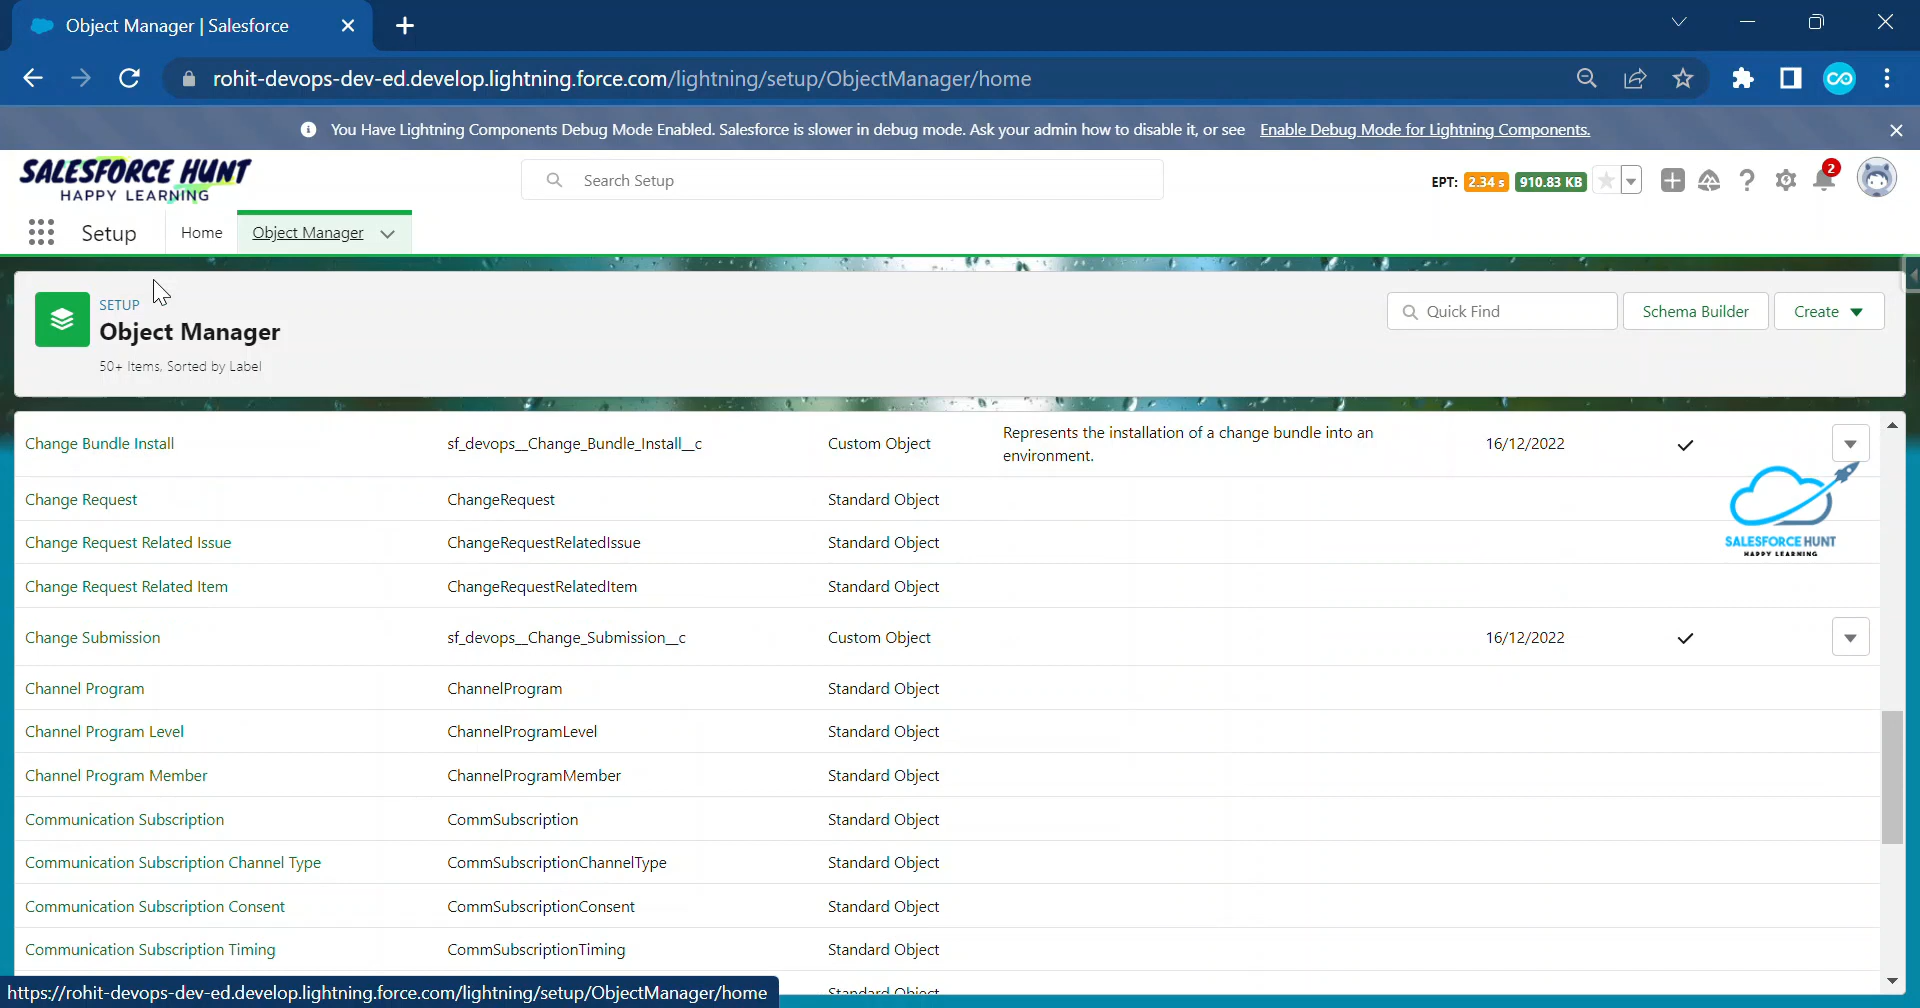 Object Manager | Salesforce
rohit-devops-dev-ed.develop.lightning.force.com/lightning/setup/ObjectManager/home
You Have Lightning Components Debug Mode Enabled. Salesforce is slower in debug mode. Ask your admin how to disable it, or see Enable Debug Mode for Lightning Components.
SALESFORCE HUNT
HAPPY LEARNING
Search Setup
EPT: 2.34 s 910.83 KB
2
Setup Home Object Manager
SETUP
Object Manager
50+ Items, Sorted by Label
Quick Find
Schema Builder
Create
Change Bundle Install sf_devops__Change_Bundle_Install__c Custom Object Represents the installation of a change bundle into an environment. 16/12/2022
Change Request ChangeRequest Standard Object
Change Request Related Issue ChangeRequestRelatedIssue Standard Object
Change Request Related Item ChangeRequestRelatedItem Standard Object
Change Submission sf_devops__Change_Submission__c Custom Object 16/12/2022
Channel Program ChannelProgram Standard Object
Channel Program Level ChannelProgramLevel Standard Object
Channel Program Member ChannelProgramMember Standard Object
Communication Subscription CommSubscription Standard Object
Communication Subscription Channel Type CommSubscriptionChannelType Standard Object
Communication Subscription Consent CommSubscriptionConsent Standard Object
Communication Subscription Timing CommSubscriptionTiming Standard Object
Standard Object
SALESFORCE HUNT
HAPPY LEARNING
https://rohit-devops-dev-ed.develop.lightning.force.com/lightning/setup/ObjectManager/home